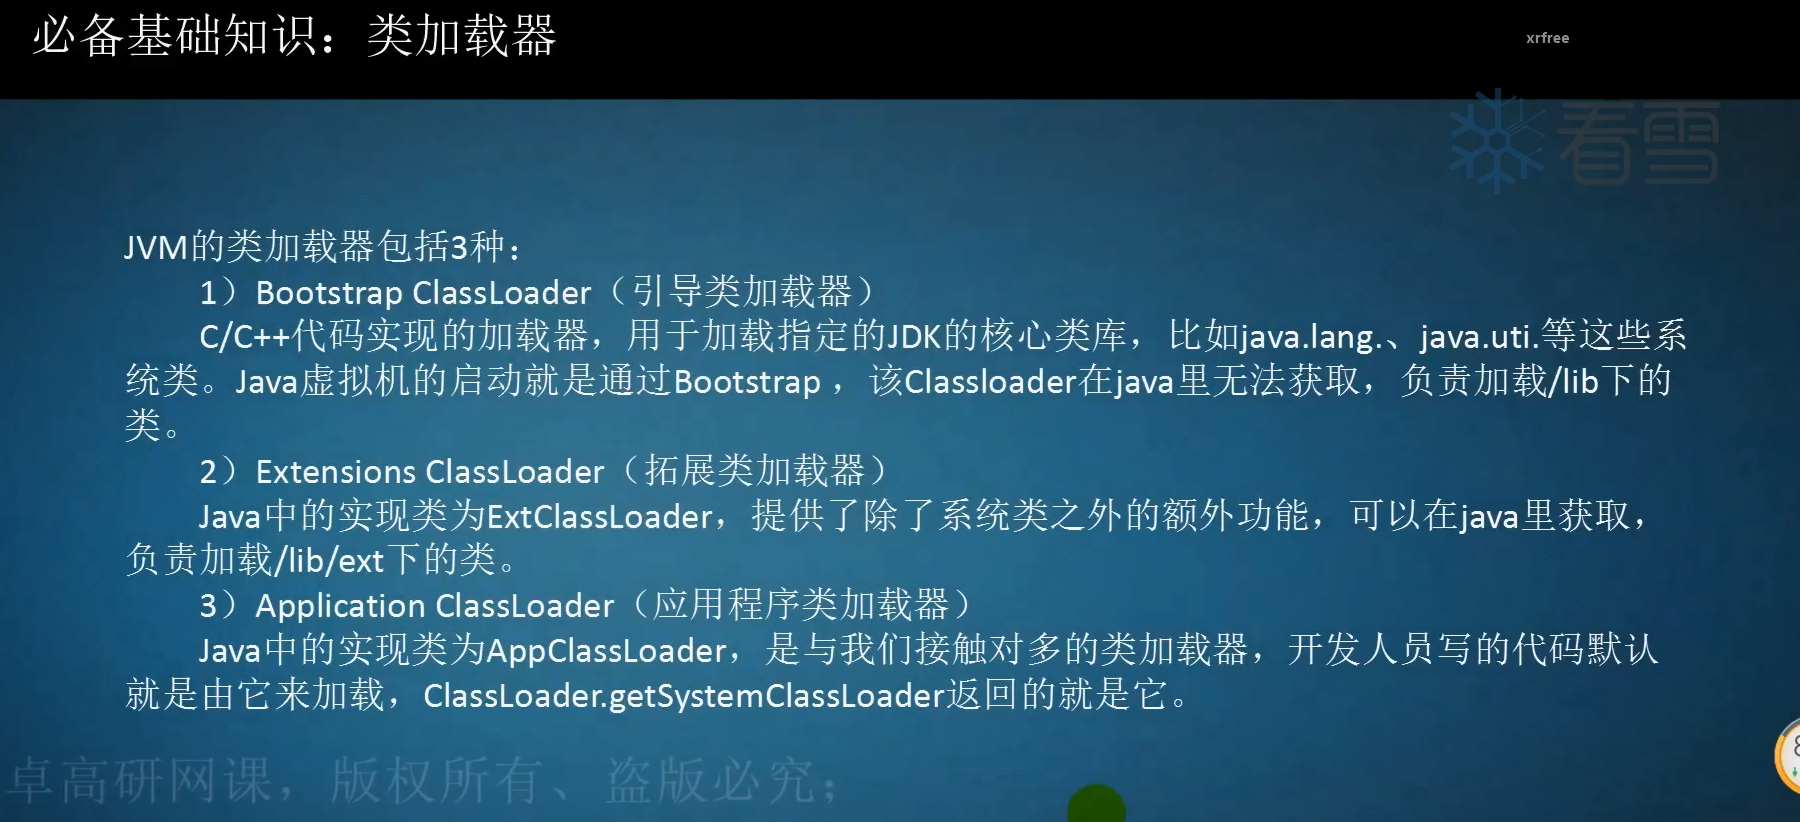 必备基础知识：类加载器
xrfree
看雪
JVM的类加载器包括3种：
1）Bootstrap ClassLoader（引导类加载器）
C/C++代码实现的加载器，用于加载指定的JDK的核心类库，比如java.lang.、java.uti.等这些系
统类。Java虚拟机的启动就是通过Bootstrap ，该Classloader在java里无法获取，负责加载/lib下的
类。
2）Extensions ClassLoader（拓展类加载器）
Java中的实现类为ExtClassLoader，提供了除了系统类之外的额外功能，可以在java里获取，
负责加载/lib/ext下的类。
3）Application ClassLoader（应用程序类加载器）
Java中的实现类为AppClassLoader，是与我们接触对多的类加载器，开发人员写的代码默认
就是由它来加载，ClassLoader.getSystemClassLoader返回的就是它。
卓高研网课，版权所有、盗版必究；